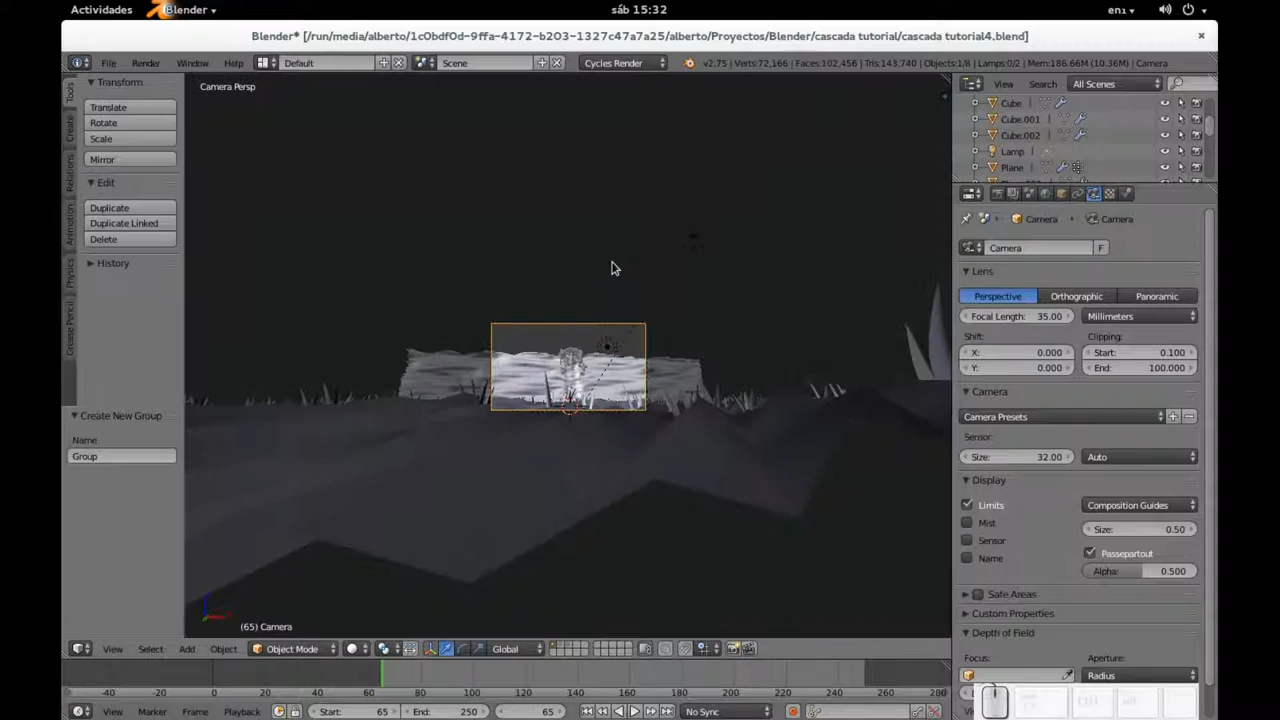 Actividades Blender sáb 15:32 en₁
Blender* [/run/media/alberto/1c0bdf0d-9ffa-4172-b203-1327c47a7a25/alberto/Proyectos/Blender/cascada tutorial/cascada tutorial4.blend]
File Render Window Help Default Scene Cycles Render v2.75 | Verts:72,166 | Faces:102,456 | Tris:143,740 | Objects:1/8 | Lamps:0/2 | Mem:186.66M (10.36M) | Camera
Transform
Translate
Rotate
Scale
Mirror
Edit
Duplicate
Duplicate Linked
Delete
History
Tools
Create
Relations
Animation
Physics
Grease Pencil
Create New Group
Name
Group
Camera Persp
(65) Camera
View Search All Scenes
Cube
Cube.001
Cube.002
Lamp
Plane
Camera Camera
Camera F
Lens
Perspective Orthographic Panoramic
Focal Length: 35.00 Millimeters
Shift: Clipping:
X: 0.000 Start: 0.100
Y: 0.000 End: 100.000
Camera
Camera Presets
Sensor:
Size: 32.00 Auto
Display
Limits Composition Guides
Mist Size: 0.50
Sensor Passepartout
Name Alpha: 0.500
Safe Areas
Custom Properties
Depth of Field
Focus: Aperture:
Radius
View Select Add Object Object Mode Global
-40 -20 0 20 40 60 80 100 120 140 160 180 200 220 240 260 280
View Marker Frame Playback Start: 65 End: 250 65 No Sync